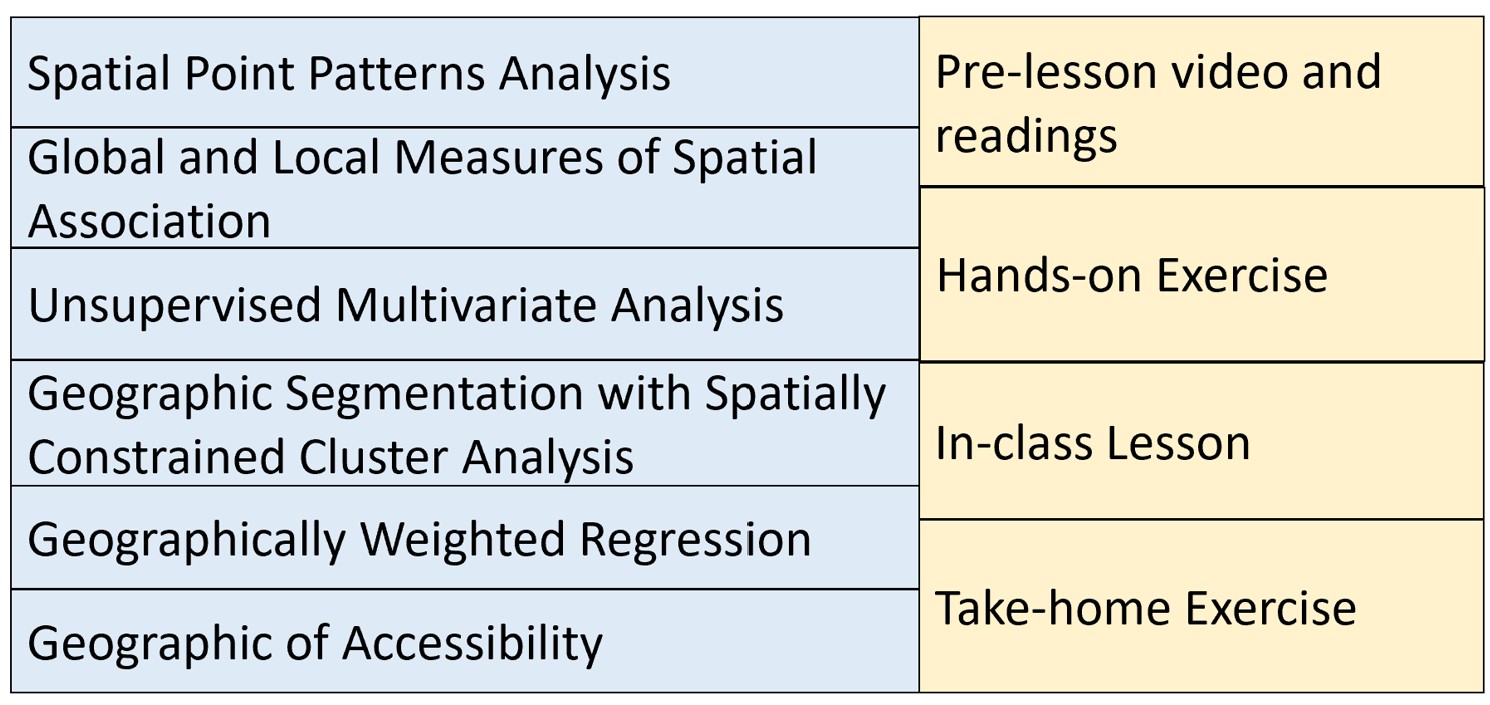 Spatial Point Patterns Analysis
Global and Local Measures of Spatial
Association
Unsupervised Multivariate Analysis
Geographic Segmentation with Spatially
Constrained Cluster Analysis
Geographically Weighted Regression
Geographic of Accessibility
Pre-lesson video and
readings
Hands-on Exercise
In-class Lesson
Take-home Exercise